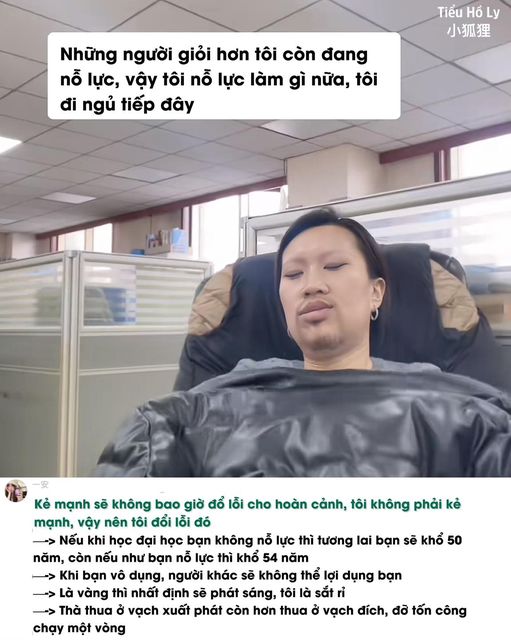 Tiểu Hồ Ly
小狐狸
Những người giỏi hơn tôi còn đang
nỗ lực, vậy tôi nỗ lực làm gì nữa, tôi
đi ngủ tiếp đây
一安
Kẻ mạnh sẽ không bao giờ đổ lỗi cho hoàn cảnh, tôi không phải kẻ
mạnh, vậy nên tôi đổi lỗi đó
—-> Nếu khi học đại học bạn không nỗ lực thì tương lai bạn sẽ khổ 50
năm, còn nếu như bạn nỗ lực thì khổ 54 năm
—-> Khi bạn vô dụng, người khác sẽ không thể lợi dụng bạn
—-> Là vàng thì nhất định sẽ phát sáng, tôi là sắt rỉ
—-> Thà thua ở vạch xuất phát còn hơn thua ở vạch đích, đỡ tốn công
chạy một vòng